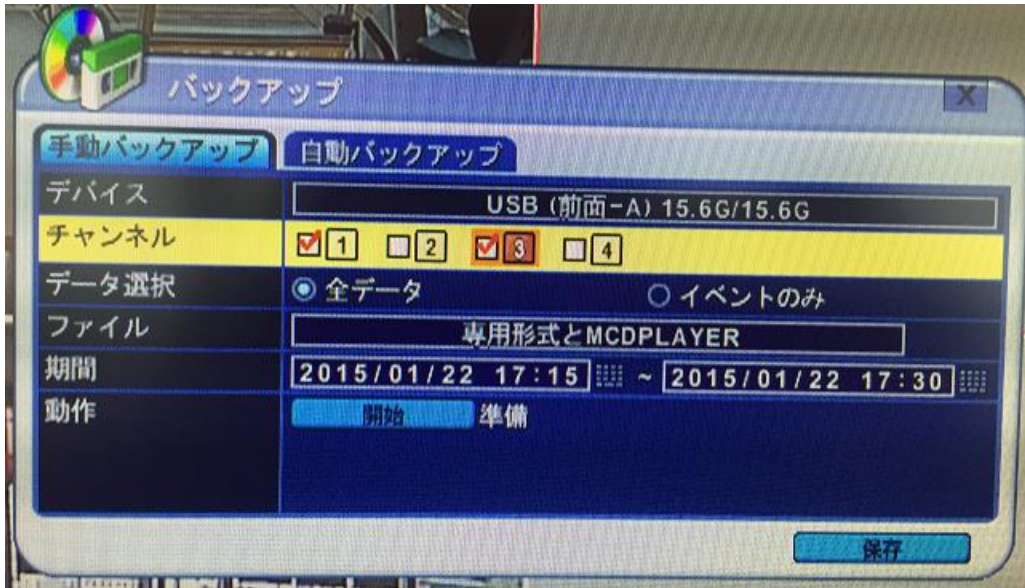 バックアップ
X
手動バックアップ 自動バックアップ
デバイス USB (前面-A) 15.6G/15.6G
チャンネル 1 2 3 4
データ選択 全データ イベントのみ
ファイル 専用形式とMCDPLAYER
期間 2015/01/22 17:15 ~ 2015/01/22 17:30
動作 開始 準備
保存